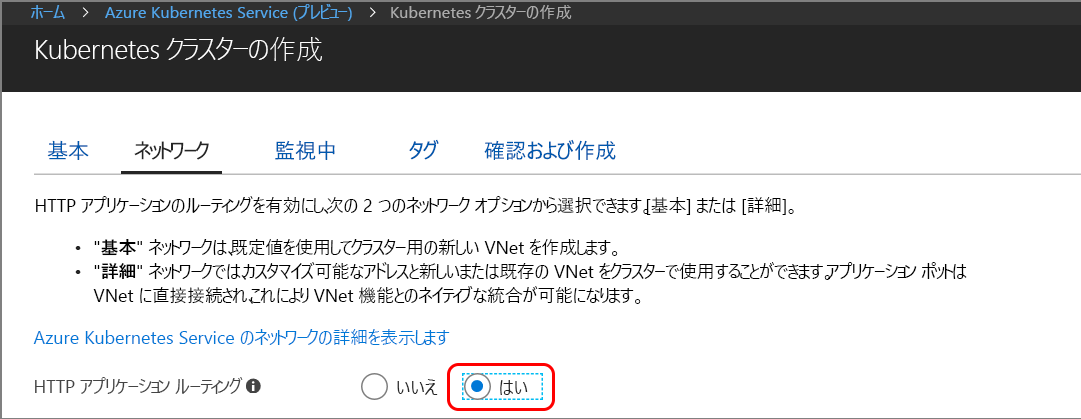 ホーム > Azure Kubernetes Service (プレビュー) > Kubernetes クラスターの作成
Kubernetes クラスターの作成
基本 ネットワーク 監視中 タグ 確認および作成
HTTP アプリケーションのルーティングを有効にし、次の 2 つのネットワーク オプションから選択できます。[基本] または [詳細]。
• "基本" ネットワークは、既定値を使用してクラスター用の新しい VNet を作成します。
• "詳細" ネットワークでは、カスタマイズ可能なアドレスと新しいまたは既存の VNet をクラスターで使用することができます。アプリケーション ポットは
VNet に直接接続され、これにより VNet 機能とのネイティブな統合が可能になります。
Azure Kubernetes Service のネットワークの詳細を表示します
HTTP アプリケーション ルーティング いいえ はい